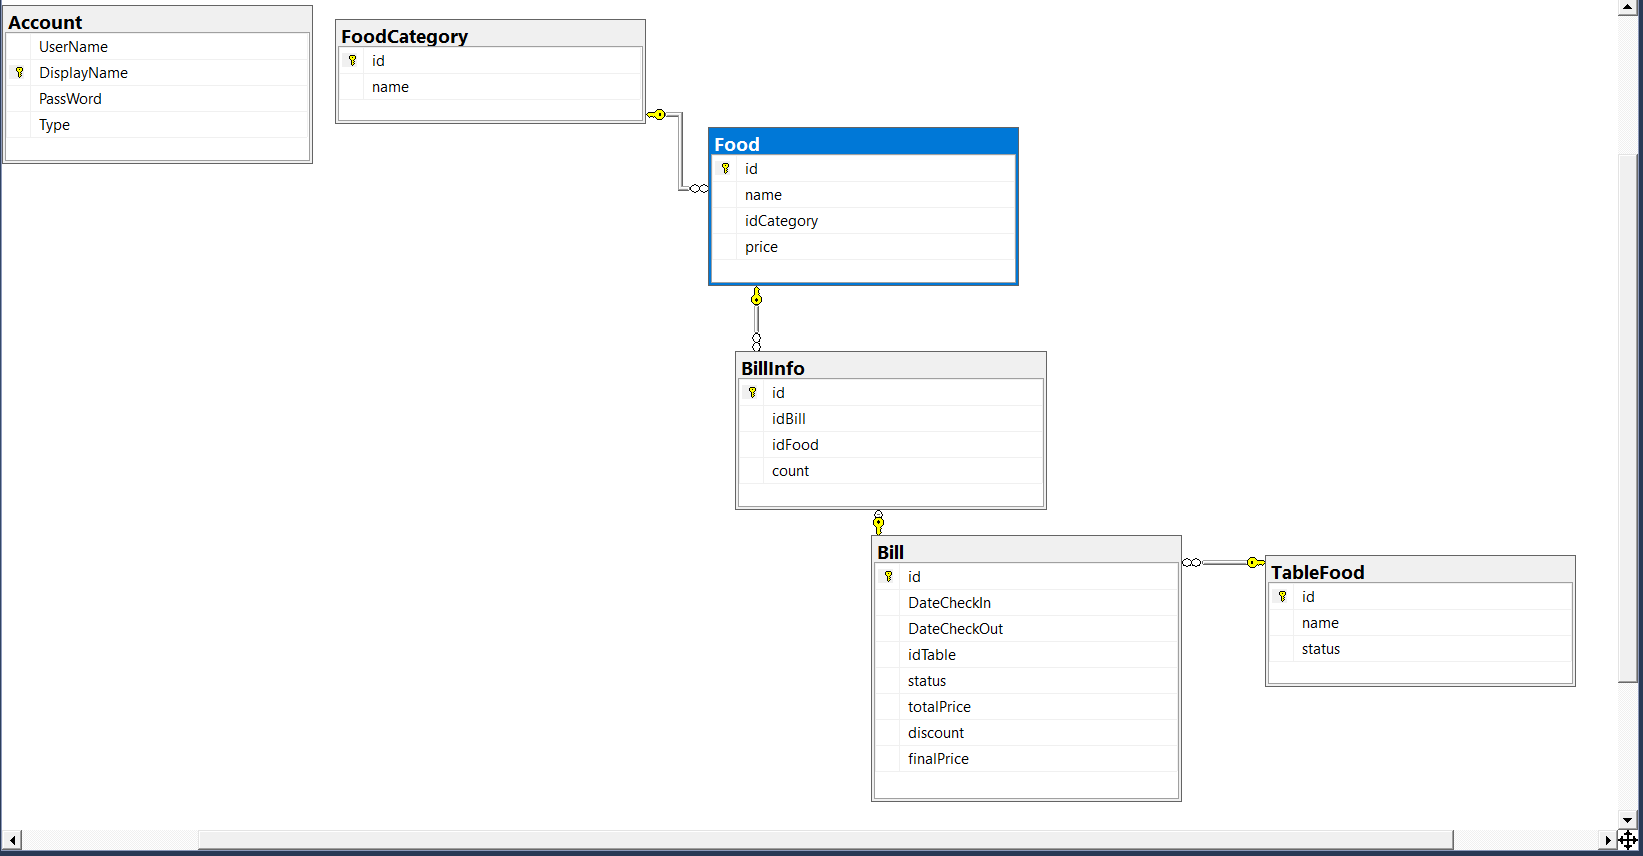 Account
UserName
DisplayName
PassWord
Type
FoodCategory
id
name
Food
id
name
idCategory
price
BillInfo
id
idBill
idFood
count
Bill
id
DateCheckIn
DateCheckOut
idTable
status
totalPrice
discount
finalPrice
TableFood
id
name
status